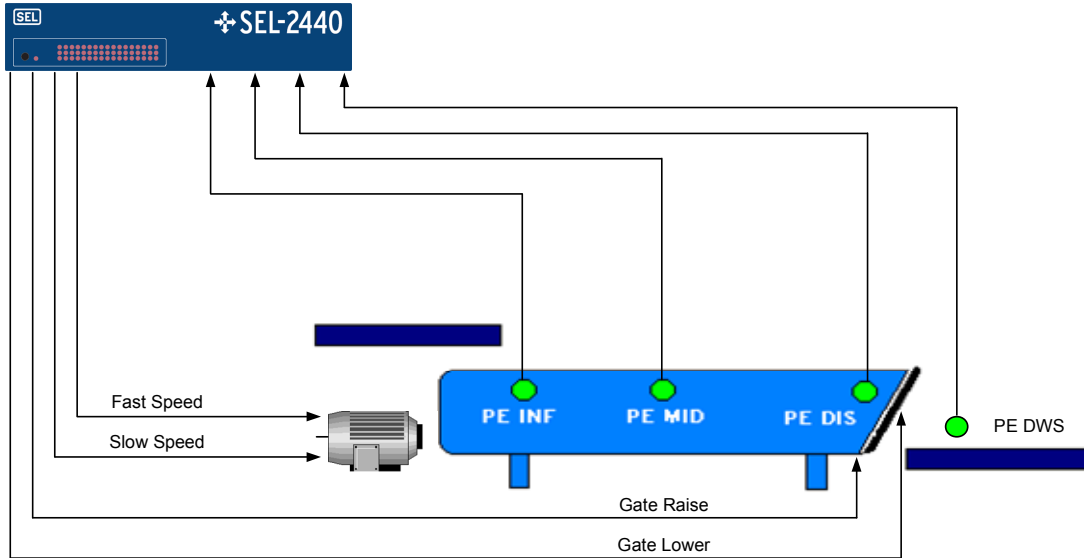 SEL
SEL-2440
Fast Speed
Slow Speed
PE INF
PE MID
PE DIS
PE DWS
Gate Raise
Gate Lower